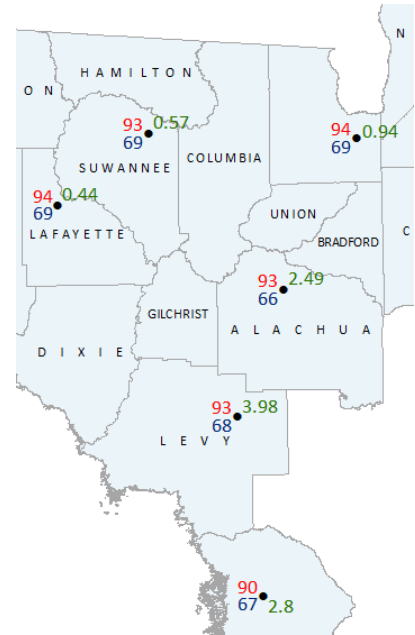 N
HAMILTON
O N
93 0.57
69
94 0.94
69
COLUMBIA
SUWANNEE
94 0.44
69
UNION
LAFAYETTE
BRADFORD
C
93 2.49
66
GILCHRIST
ALACHUA
DIXIE
93 3.98
68
LEVY
90
67 2.8